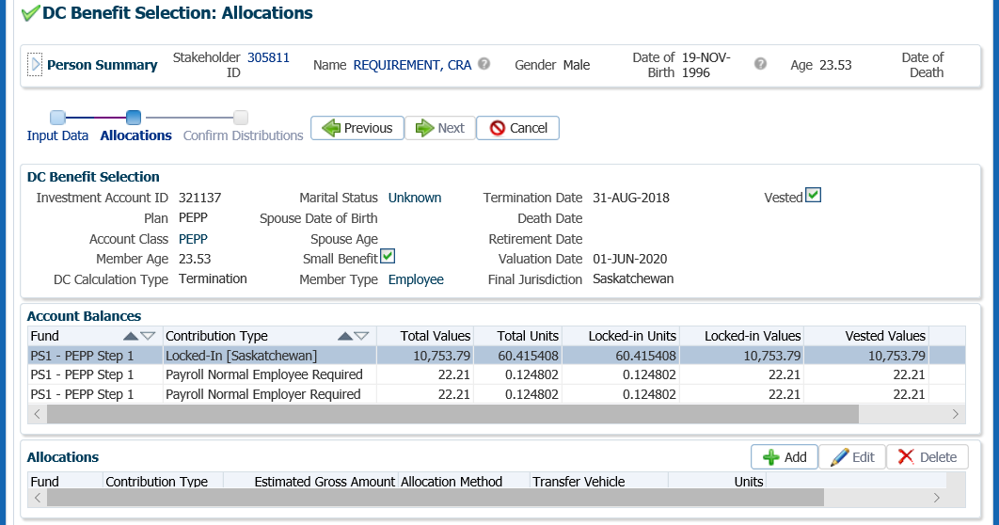 DC Benefit Selection: Allocations
Person Summary Stakeholder ID 305811 Name REQUIREMENT, CRA Gender Male Date of Birth 19-NOV-1996 Age 23.53 Date of Death
Input Data Allocations Confirm Distributions Previous Next Cancel
DC Benefit Selection
Investment Account ID 321137 Marital Status Unknown Termination Date 31-AUG-2018 Vested
Plan PEPP Spouse Date of Birth Death Date
Account Class PEPP Spouse Age Retirement Date
Member Age 23.53 Small Benefit Valuation Date 01-JUN-2020
DC Calculation Type Termination Member Type Employee Final Jurisdiction Saskatchewan
Account Balances
Fund Contribution Type Total Values Total Units Locked-in Units Locked-in Values Vested Values
PS1 - PEPP Step 1 Locked-In [Saskatchewan] 10,753.79 60.415408 60.415408 10,753.79 10,753.79
PS1 - PEPP Step 1 Payroll Normal Employee Required 22.21 0.124802 0.124802 22.21 22.21
PS1 - PEPP Step 1 Payroll Normal Employer Required 22.21 0.124802 0.124802 22.21 22.21
Allocations Add Edit Delete
Fund Contribution Type Estimated Gross Amount Allocation Method Transfer Vehicle Units